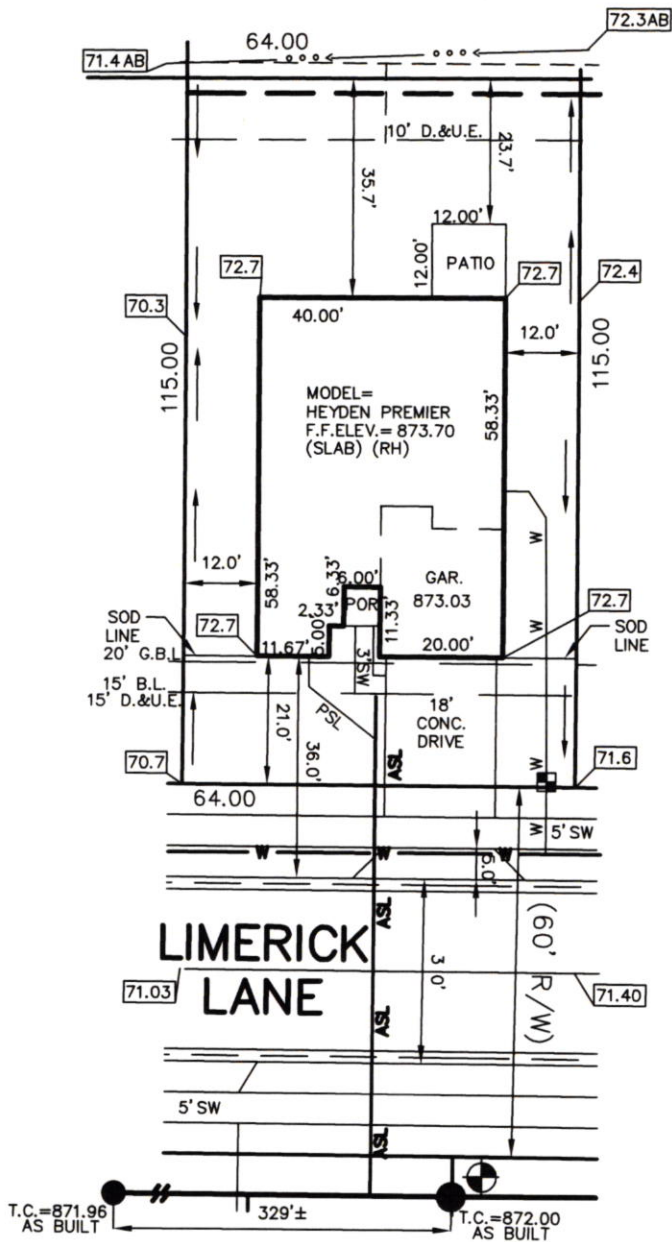 72.3AB
64.00
71.4AB
10' D.&U.E.
23.7'
35.7'
12.00'
12.00'
PATIO
72.7
72.7
72.4
70.3
40.00'
12.0'
115.00
115.00
MODEL=
HEYDEN PREMIER
F.F.ELEV.= 873.70
(SLAB) (RH)
58.33'
W
12.0'
58.33'
6.33'
6.00'
GAR.
873.03
72.7
2.33'
POR
11.33'
W
SOD
LINE
72.7
5.00'
11.67'
20.00'
SOD
LINE
20' G.B.L
3'SW
15' B.L.
15' D.&U.E.
21.0'
36.0'
PSL
18'
CONC.
DRIVE
ASL
W
70.7
71.6
64.00
W
5' SW
W
W
W
6.0'
LIMERICK
LANE
ASL
3.0'
(60' R/W)
71.03
71.40
ASL
5' SW
ASL
T.C.=871.96
AS BUILT
329'±
T.C.=872.00
AS BUILT